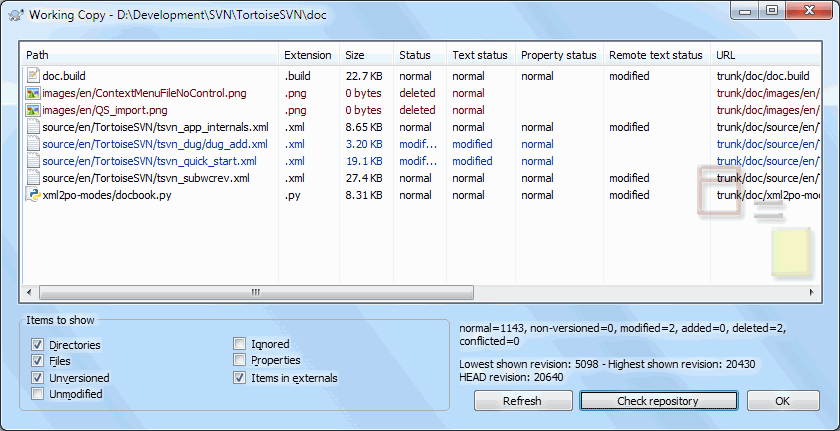 Working Copy - D:\Development\SVN\TortoiseSVN\doc
Path Extension Size Status Text status Property status Remote text status URL
doc.build .build 22.7 KB normal normal normal modified trunk/doc/doc.build
images/en/ContextMenuFileNoControl.png .png 0 bytes deleted normal trunk/doc/images/en/
images/en/QS_import.png .png 0 bytes deleted normal trunk/doc/images/en/
source/en/TortoiseSVN/tsvn_app_internals.xml .xml 8.65 KB normal normal normal modified trunk/doc/source/en/T
source/en/TortoiseSVN/tsvn_dug/dug_add.xml .xml 3.20 KB modif... modified normal trunk/doc/source/en/T
source/en/TortoiseSVN/tsvn_quick_start.xml .xml 19.1 KB modif... modified normal trunk/doc/source/en/T
source/en/TortoiseSVN/tsvn_subwcrev.xml .xml 27.4 KB normal normal normal modified trunk/doc/source/en/T
xml2po-modes/docbook.py .py 8.31 KB normal normal normal modified trunk/doc/xml2po-mo
Items to show
Directories
Files
Unversioned
Unmodified
Ignored
Properties
Items in externals
normal=1143, non-versioned=0, modified=2, added=0, deleted=2,
conflicted=0
Lowest shown revision: 5098 - Highest shown revision: 20430
HEAD revision: 20640
Refresh Check repository OK